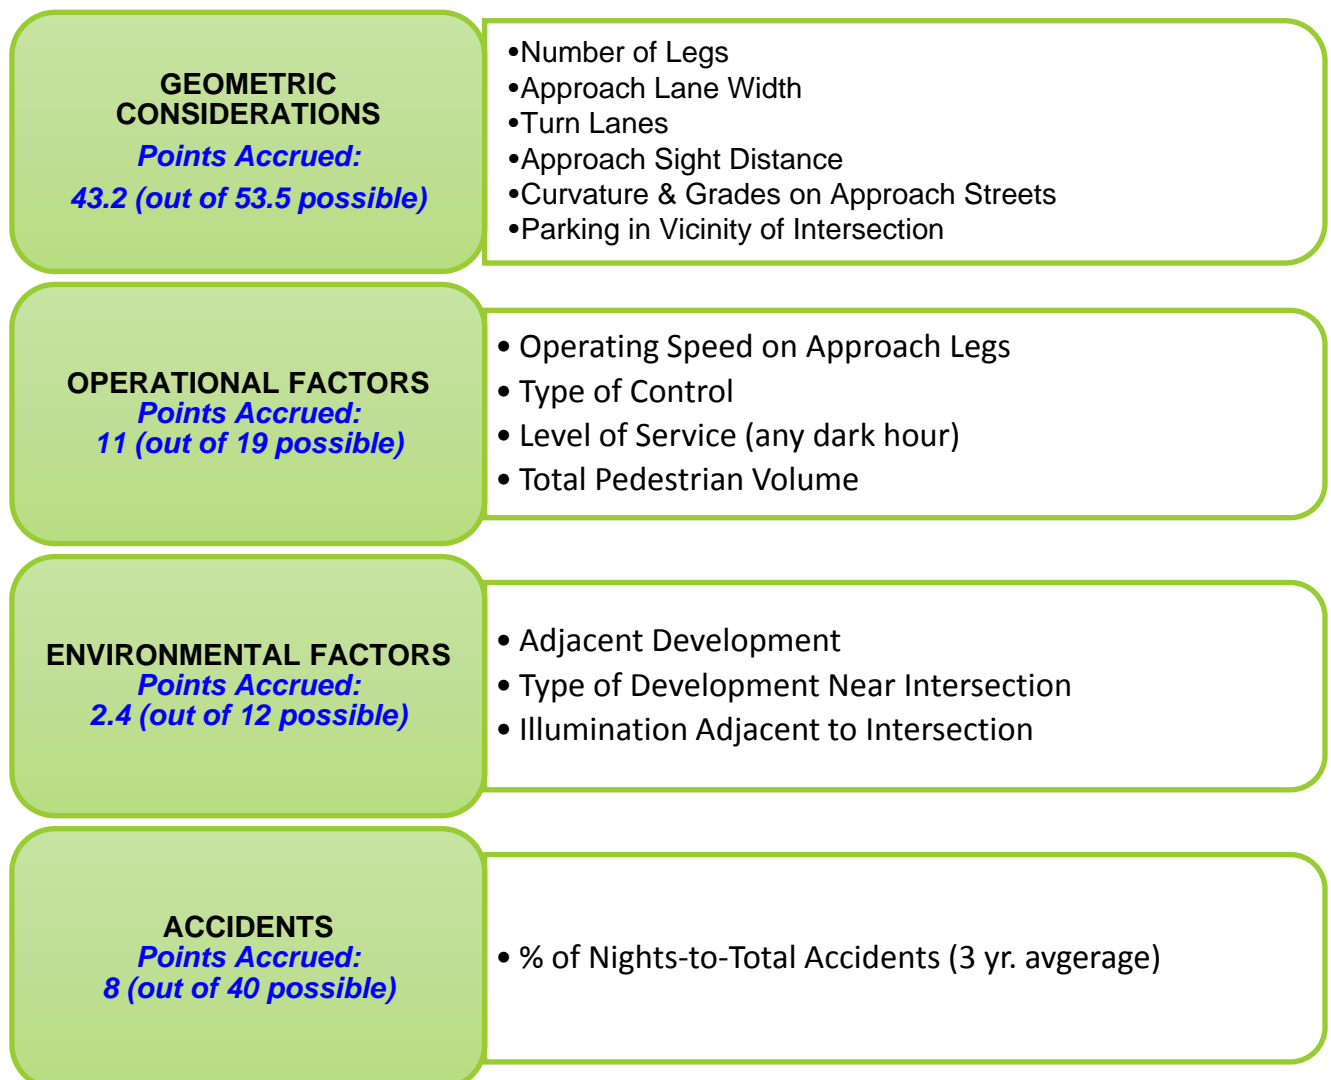 GEOMETRIC
CONSIDERATIONS
Points Accrued:
43.2 (out of 53.5 possible)
•Number of Legs
•Approach Lane Width
•Turn Lanes
•Approach Sight Distance
•Curvature & Grades on Approach Streets
•Parking in Vicinity of Intersection
OPERATIONAL FACTORS
Points Accrued:
11 (out of 19 possible)
• Operating Speed on Approach Legs
• Type of Control
• Level of Service (any dark hour)
• Total Pedestrian Volume
ENVIRONMENTAL FACTORS
Points Accrued:
2.4 (out of 12 possible)
• Adjacent Development
• Type of Development Near Intersection
• Illumination Adjacent to Intersection
ACCIDENTS
Points Accrued:
8 (out of 40 possible)
• % of Nights-to-Total Accidents (3 yr. avgerage)